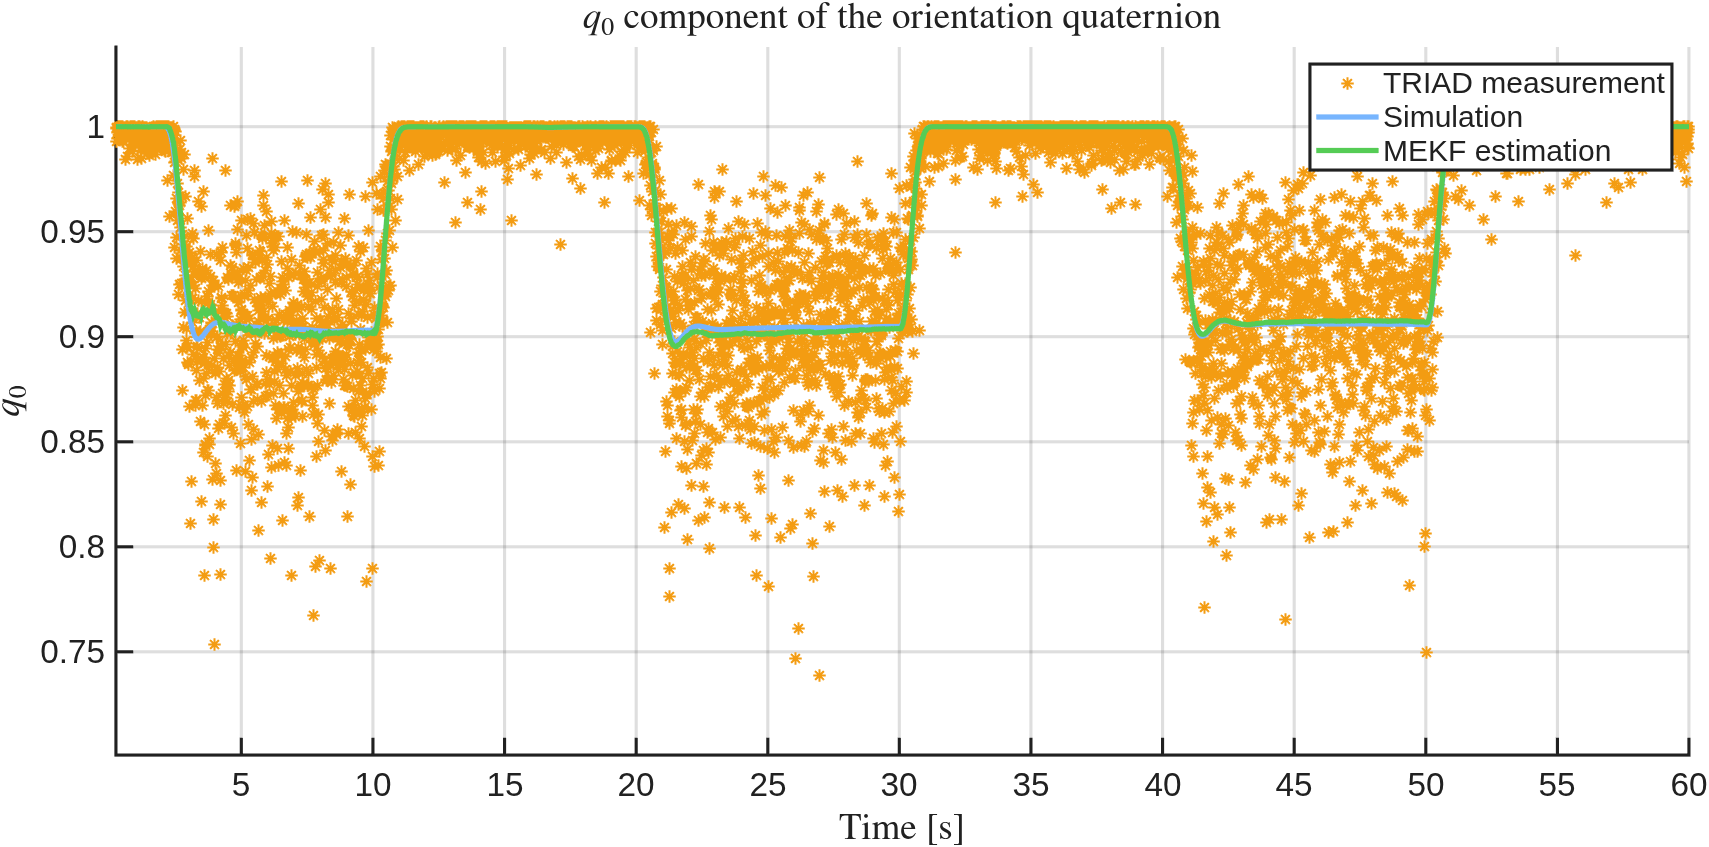 q0 component of the orientation quaternion
TRIAD measurement
Simulation
MEKF estimation
1
0.95
0.9
0.85
0.8
0.75
q0
5 10 15 20 25 30 35 40 45 50 55 60
Time [s]